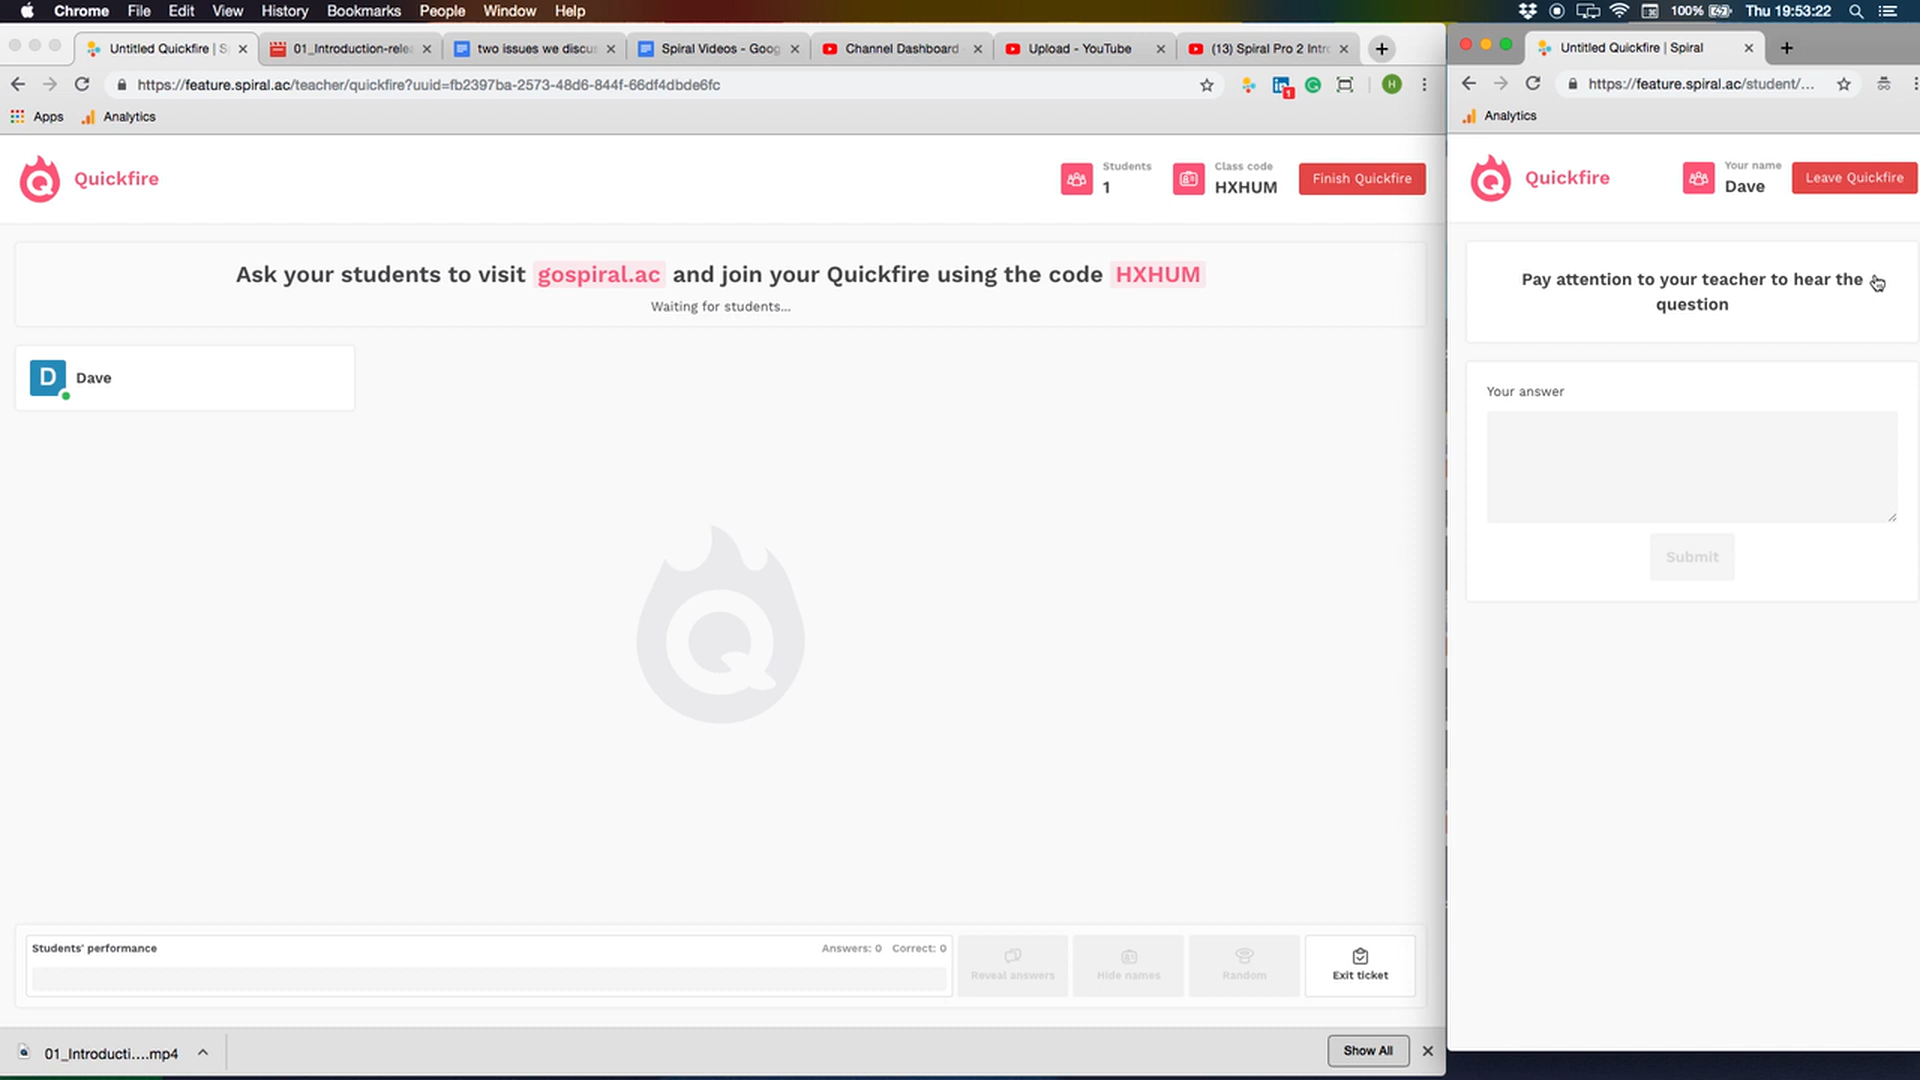 Chrome File Edit View History Bookmarks People Window Help 100% Thu 19:53:22
Untitled Quickfire | S
01_Introduction-rele
two issues we discu
Spiral Videos - Goog
Channel Dashboard
Upload - YouTube
(13) Spiral Pro 2 Intr
https://feature.spiral.ac/teacher/quickfire?uuid=fb2397ba-2573-48d6-844f-66df4dbde6fc
1
H
Apps Analytics
Quickfire
Students
1
Class code
HXHUM
Finish Quickfire
Ask your students to visit gospiral.ac and join your Quickfire using the code HXHUM
Waiting for students...
D Dave
Students' performance
Answers: 0 Correct: 0
Reveal answers
Hide names
Random
Exit ticket
01_Introducti....mp4
Show All
Untitled Quickfire | Spiral
https://feature.spiral.ac/student/...
Analytics
Quickfire
Your name
Dave
Leave Quickfire
Pay attention to your teacher to hear the
question
Your answer
Submit